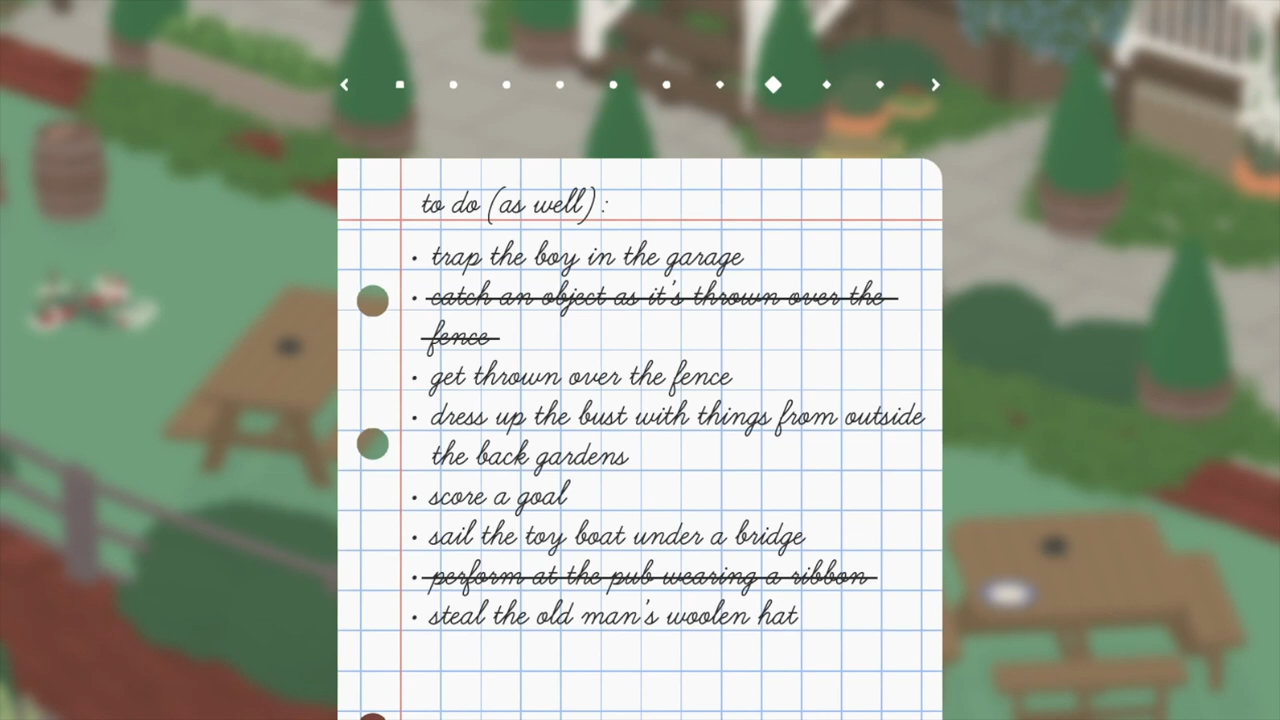 to do (as well):
• trap the boy in the garage
• catch an object as it's thrown over the
fence
• get thrown over the fence
• dress up the bust with things from outside
the back gardens
• score a goal
• sail the toy boat under a bridge
• perform at the pub wearing a ribbon
• steal the old man's woolen hat